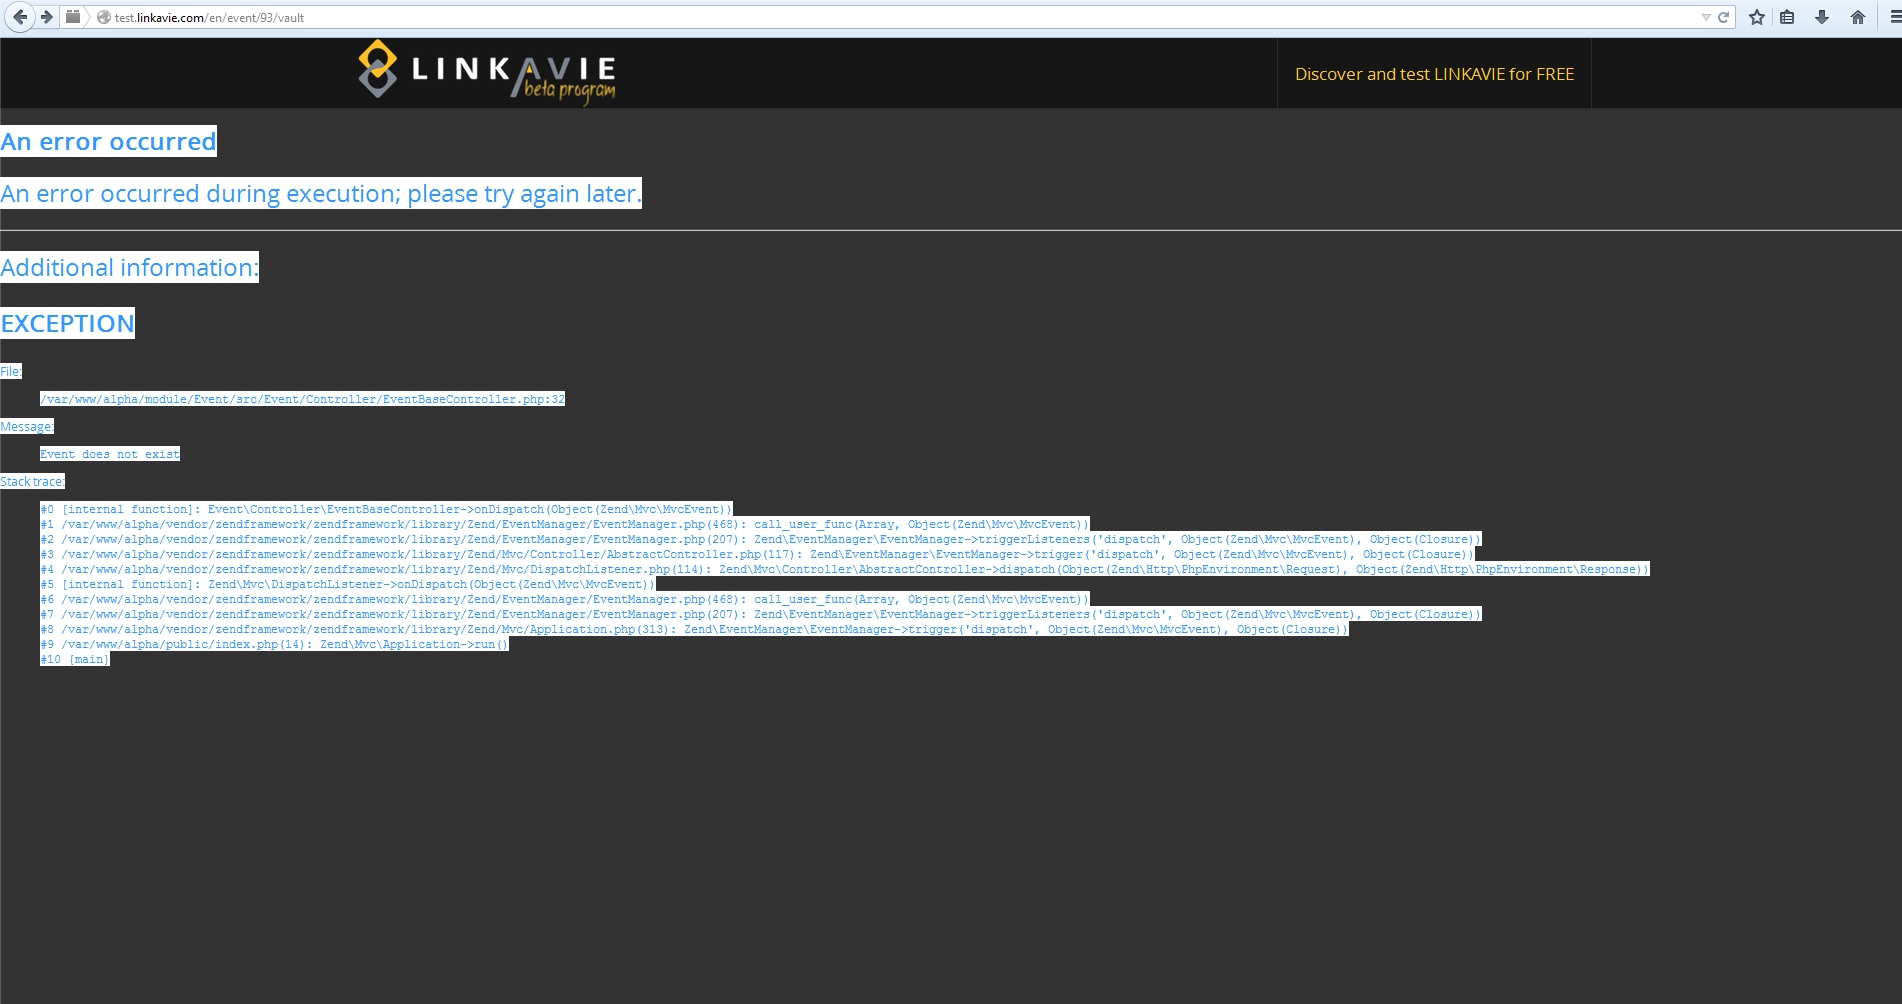 test.linkavie.com/en/event/93/vault
LINKAVIE
beta program
Discover and test LINKAVIE for FREE
An error occurred
An error occurred during execution; please try again later.
Additional information:
EXCEPTION
File:
/var/www/alpha/module/Event/src/Event/Controller/EventBaseController.php:32
Message:
Event does not exist
Stack trace:
#0 [internal function]: Event\Controller\EventBaseController->onDispatch(Object(Zend\Mvc\MvcEvent))
#1 /var/www/alpha/vendor/zendframework/zendframework/library/Zend/EventManager/EventManager.php(468): call_user_func(Array, Object(Zend\Mvc\MvcEvent))
#2 /var/www/alpha/vendor/zendframework/zendframework/library/Zend/EventManager/EventManager.php(207): Zend\EventManager\EventManager->triggerListeners('dispatch', Object(Zend\Mvc\MvcEvent), Object(Closure))
#3 /var/www/alpha/vendor/zendframework/zendframework/library/Zend/Mvc/Controller/AbstractController.php(117): Zend\EventManager\EventManager->trigger('dispatch', Object(Zend\Mvc\MvcEvent), Object(Closure))
#4 /var/www/alpha/vendor/zendframework/zendframework/library/Zend/Mvc/DispatchListener.php(114): Zend\Mvc\Controller\AbstractController->dispatch(Object(Zend\Http\PhpEnvironment\Request), Object(Zend\Http\PhpEnvironment\Response))
#5 [internal function]: Zend\Mvc\DispatchListener->onDispatch(Object(Zend\Mvc\MvcEvent))
#6 /var/www/alpha/vendor/zendframework/zendframework/library/Zend/EventManager/EventManager.php(468): call_user_func(Array, Object(Zend\Mvc\MvcEvent))
#7 /var/www/alpha/vendor/zendframework/zendframework/library/Zend/EventManager/EventManager.php(207): Zend\EventManager\EventManager->triggerListeners('dispatch', Object(Zend\Mvc\MvcEvent), Object(Closure))
#8 /var/www/alpha/vendor/zendframework/zendframework/library/Zend/Mvc/Application.php(313): Zend\EventManager\EventManager->trigger('dispatch', Object(Zend\Mvc\MvcEvent), Object(Closure))
#9 /var/www/alpha/public/index.php(14): Zend\Mvc\Application->run()
#10 {main}